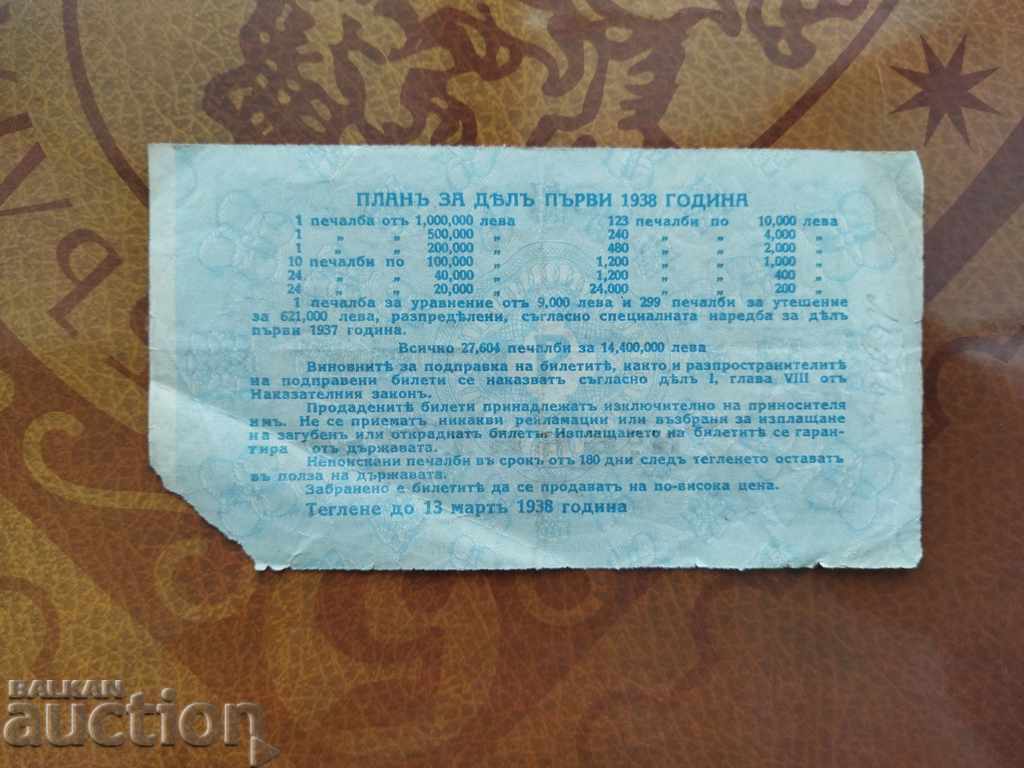 ПЛАНЪ ЗА ДѢЛЪ ПЪРВИ 1938 ГОДИНА
1 печалба отъ 1,000,000 лева 123 печалби по 10,000 лева
1 „ „ 500,000 „ 240 „ „ 4,000 „
1 „ „ 200,000 „ 480 „ „ 2,000 „
10 печалби по 100,000 „ 1,200 „ „ 1,000 „
24 „ „ 40,000 „ 1,200 „ „ 400 „
24 „ „ 20,000 „ 24,000 „ „ 200 „
1 печалба за уравнение отъ 9,000 лева и 299 печалби за утешение
за 621,000 лева, разпредѣлени, съгласно специалната наредба за дѣлъ
първи 1937 година.
Всичко 27,604 печалби за 14,400,000 лева
Виновнитѣ за подправка на билетитѣ, както и разпространителитѣ
на подправени билети се наказватъ съгласно дѣлъ I, глава VIII отъ
Наказателния законъ.
Продаденитѣ билети принадлежатъ изключително на приносителя
имъ. Не се приематъ никакви рекламации или възбрани за изплащане
на загубенъ или откраднатъ билетъ. Изплащането на билетитѣ се гаран-
тира отъ държавата.
Непоискани печалби въ срокъ отъ 180 дни следъ тегленето оставатъ
въ полза на държавата.
Забранено е билетитѣ да се продаватъ на по-висока цена.
Теглене до 13 мартъ 1938 година
BALKAN
auction